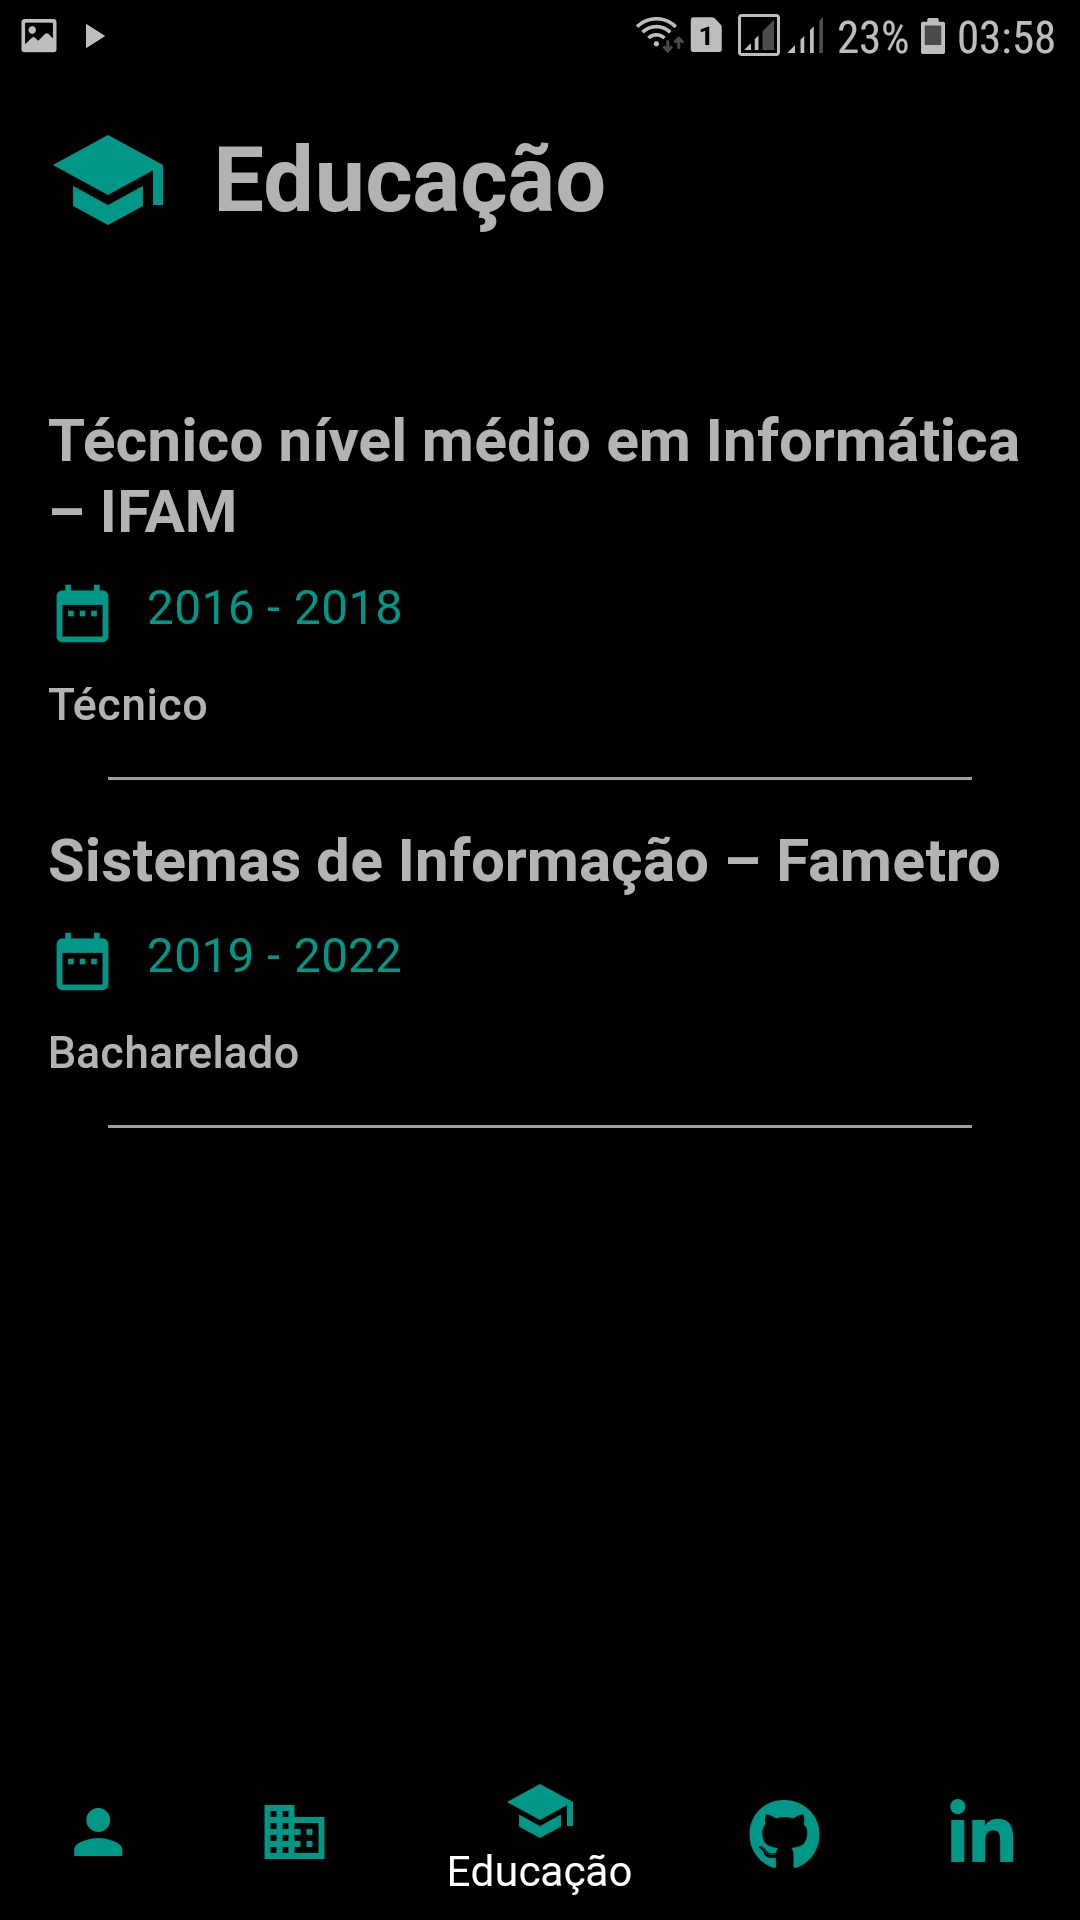 1 23% 03:58
Educação
Técnico nível médio em Informática
– IFAM
2016 - 2018
Técnico
Sistemas de Informação – Fametro
2019 - 2022
Bacharelado
in
Educação